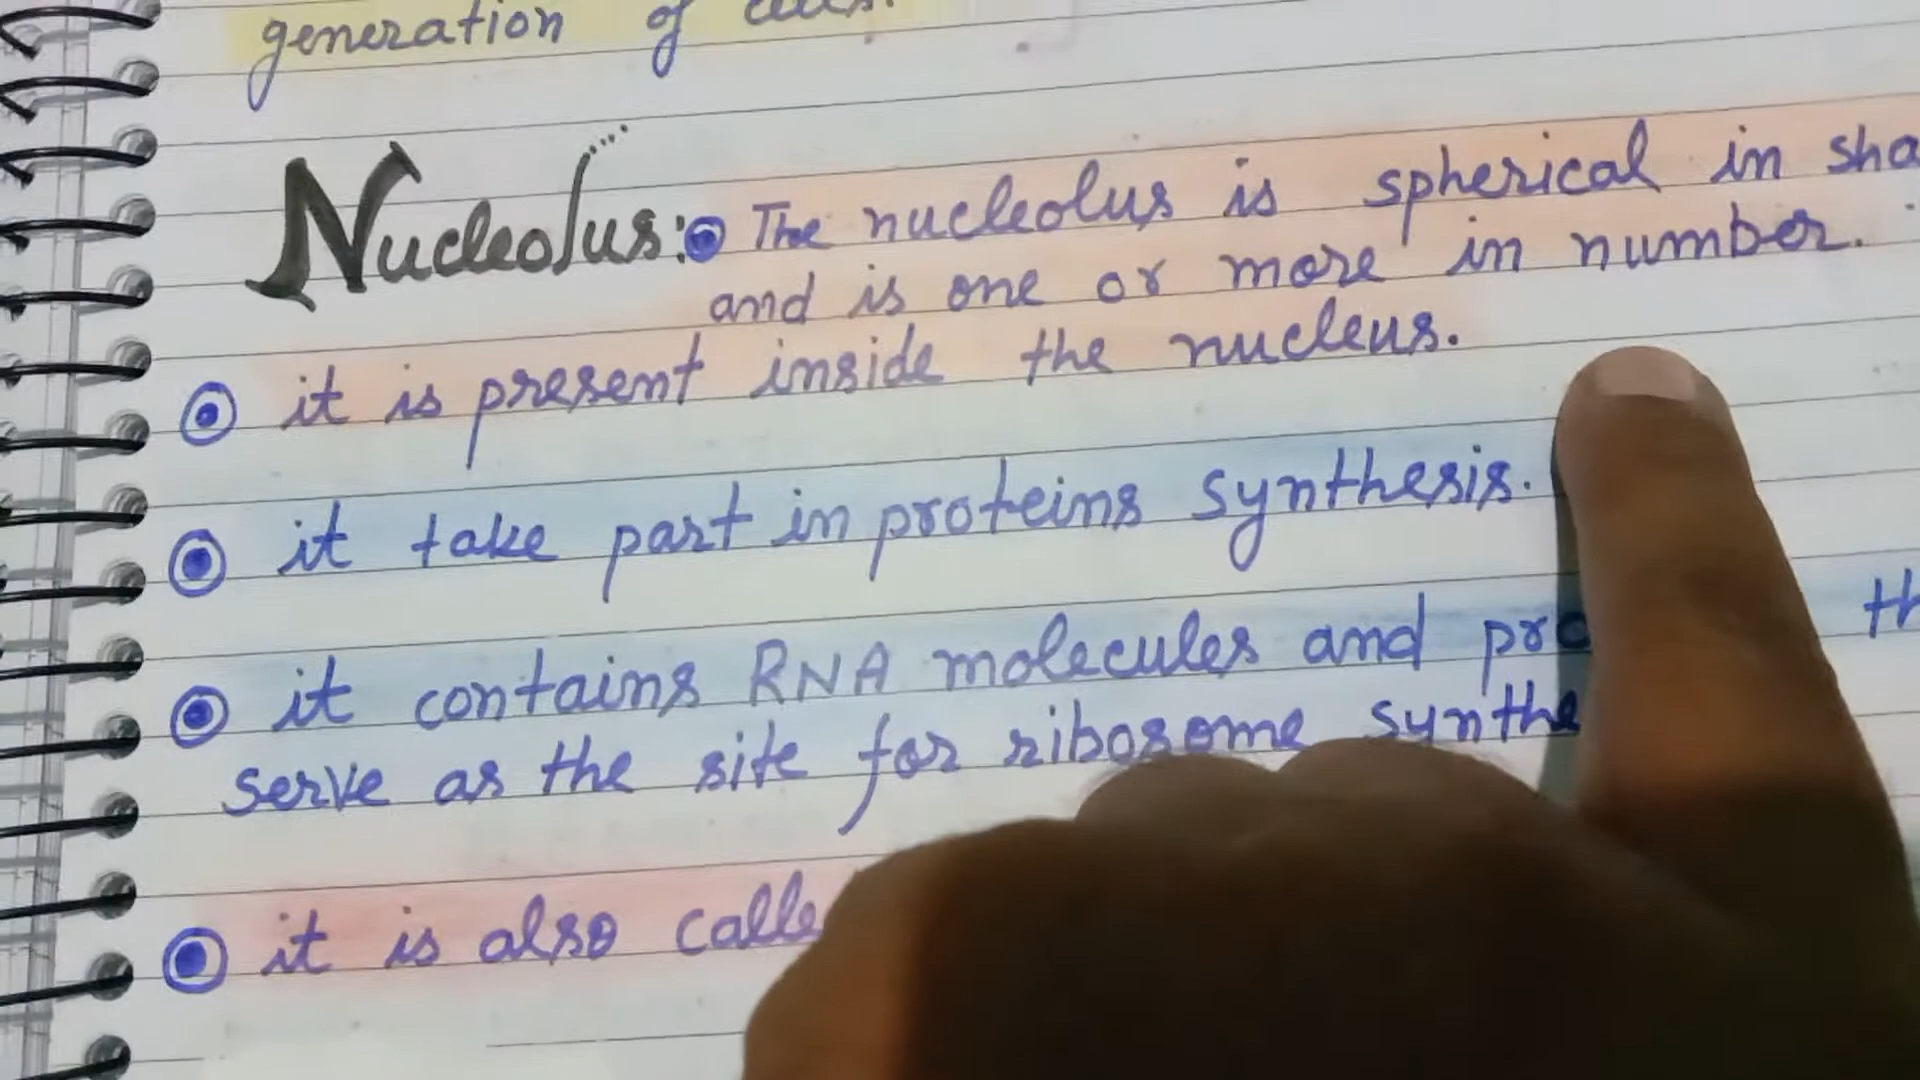 generation of cells.
Nucleolus: The nucleolus is spherical in sha
and is one or more in number.
it is present inside the nucleus.
it take part in proteins synthesis.
it contains RNA molecules and pro th
serve as the site for ribosome synthe
it is also calle